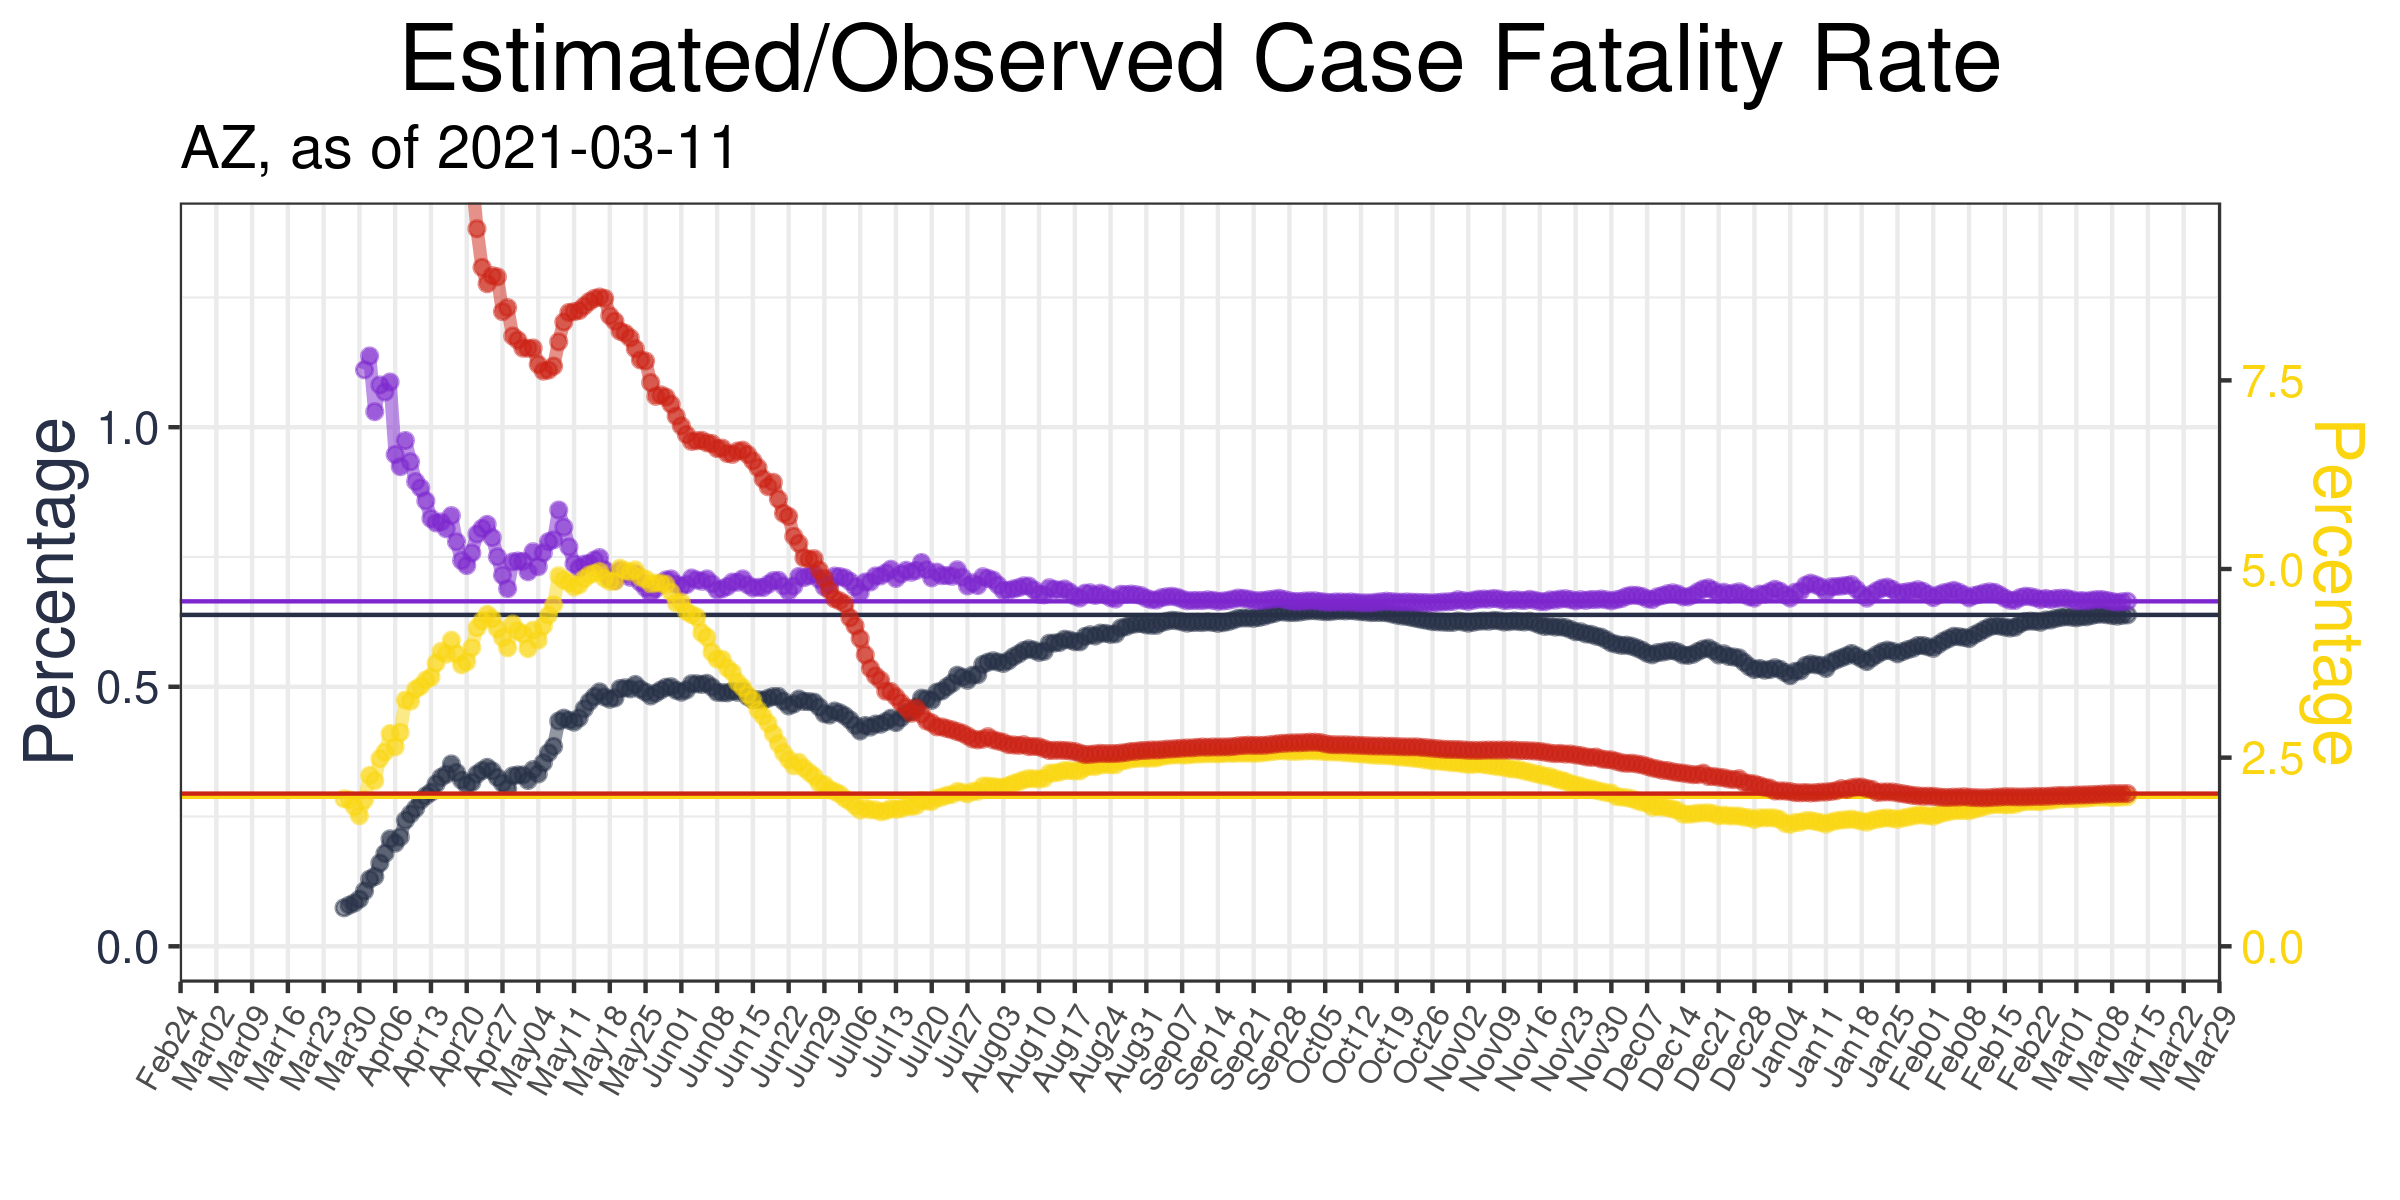 Estimated/Observed Case Fatality Rate
AZ, as of 2021-03-11
Percentage
1.0
0.5
0.0
7.5
5.0
2.5
0.0
Percentage
Feb24
Mar02
Mar09
Mar16
Mar23
Mar30
Apr06
Apr13
Apr20
Apr27
May04
May11
May18
May25
Jun01
Jun08
Jun15
Jun22
Jun29
Jul06
Jul13
Jul20
Jul27
Aug03
Aug10
Aug17
Aug24
Aug31
Sep07
Sep14
Sep21
Sep28
Oct05
Oct12
Oct19
Oct26
Nov02
Nov09
Nov16
Nov23
Nov30
Dec07
Dec14
Dec21
Dec28
Jan04
Jan11
Jan18
Jan25
Feb01
Feb08
Feb15
Feb22
Mar01
Mar08
Mar15
Mar22
Mar29